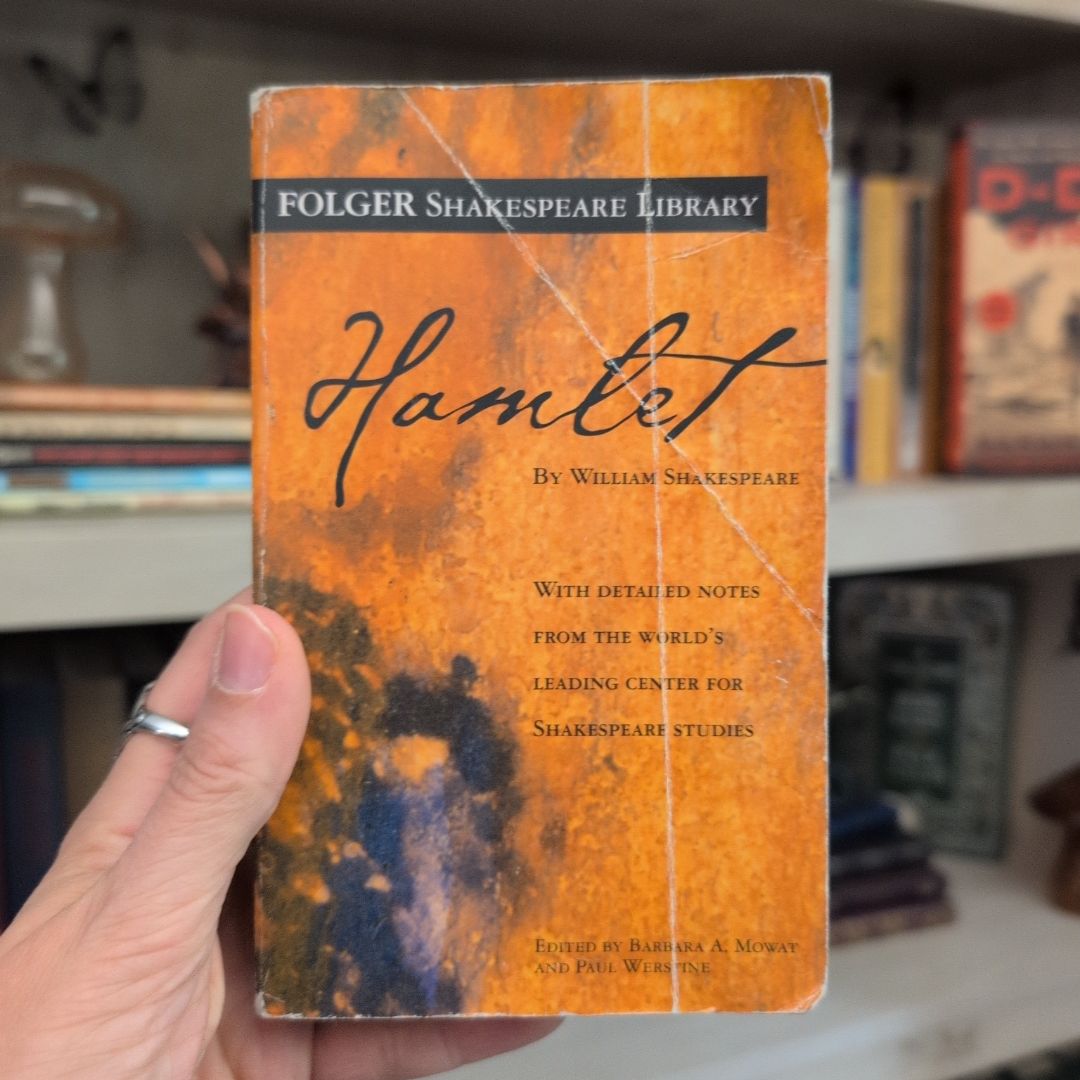 FOLGER SHAKESPEARE LIBRARY
Hamlet
BY WILLIAM SHAKESPEARE
WITH DETAILED NOTES
FROM THE WORLD'S
LEADING CENTER FOR
SHAKESPEARE STUDIES
EDITED BY BARBARA A. MOWAT
AND PAUL WERSTINE